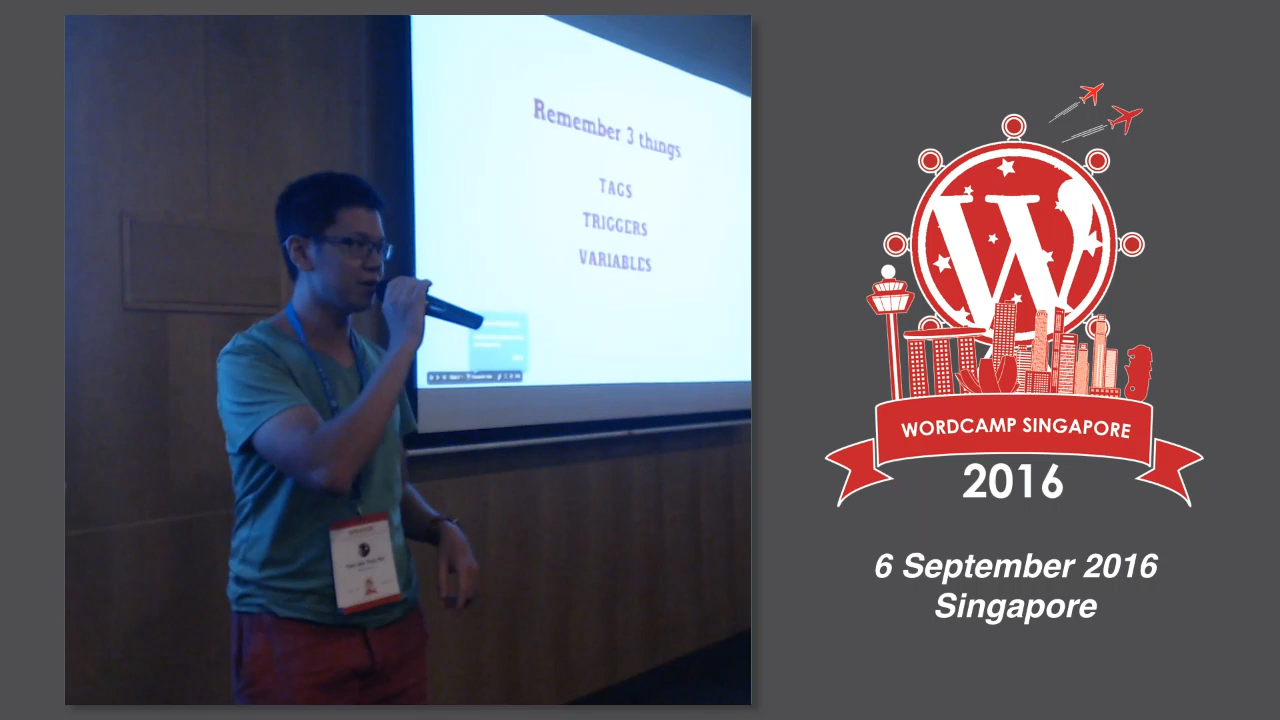 Remember 3 things
TAGS
TRIGGERS
VARIABLES
W
WORDCAMP SINGAPORE
2016
6 September 2016
Singapore